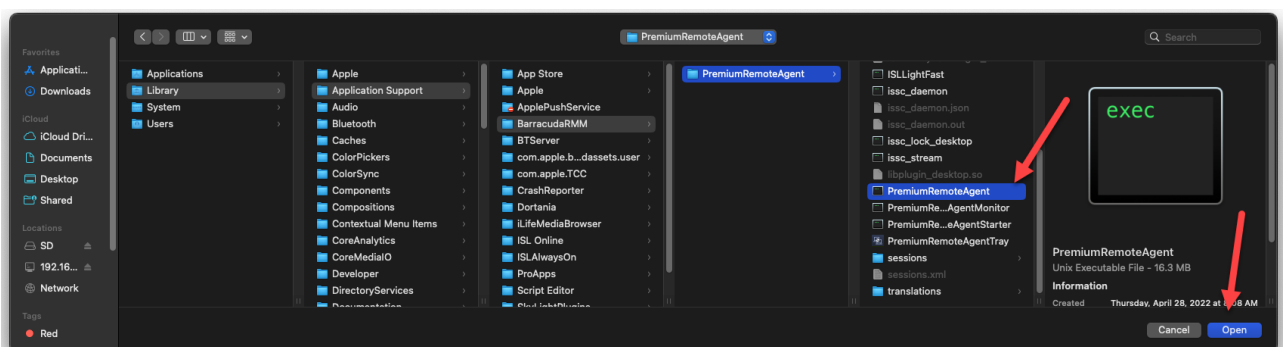 PremiumRemoteAgent
Search
Favorites
Applicati...
Downloads
iCloud
iCloud Dri...
Documents
Desktop
Shared
Locations
SD
192.16...
Network
Tags
Red
Applications
Library
System
Users
Apple
Application Support
Audio
Bluetooth
Caches
ColorPickers
ColorSync
Components
Compositions
Contextual Menu Items
CoreAnalytics
CoreMediaIO
Developer
DirectoryServices
Documentation
App Store
Apple
ApplePushService
BarracudaRMM
BTServer
com.apple.b...dassets.user
com.apple.TCC
CrashReporter
Dortania
iLifeMediaBrowser
ISL Online
ISLAlwaysOn
ProApps
Script Editor
SkyLightPlugins
PremiumRemoteAgent
ISLLightFast
issc_daemon
issc_daemon.json
issc_daemon.out
issc_lock_desktop
issc_stream
libplugin_desktop.so
PremiumRemoteAgent
PremiumRe...AgentMonitor
PremiumRe...eAgentStarter
PremiumRemoteAgentTray
sessions
sessions.xml
translations
exec
PremiumRemoteAgent
Unix Executable File - 16.3 MB
Information
Created Thursday, April 28, 2022 at AM
Cancel Open